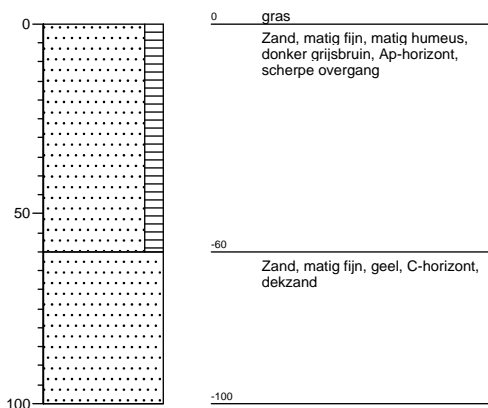 0
0
gras
Zand, matig fijn, matig humeus,
donker grijsbruin, Ap-horizont,
scherpe overgang
50
-60
Zand, matig fijn, geel, C-horizont,
dekzand
100
-100